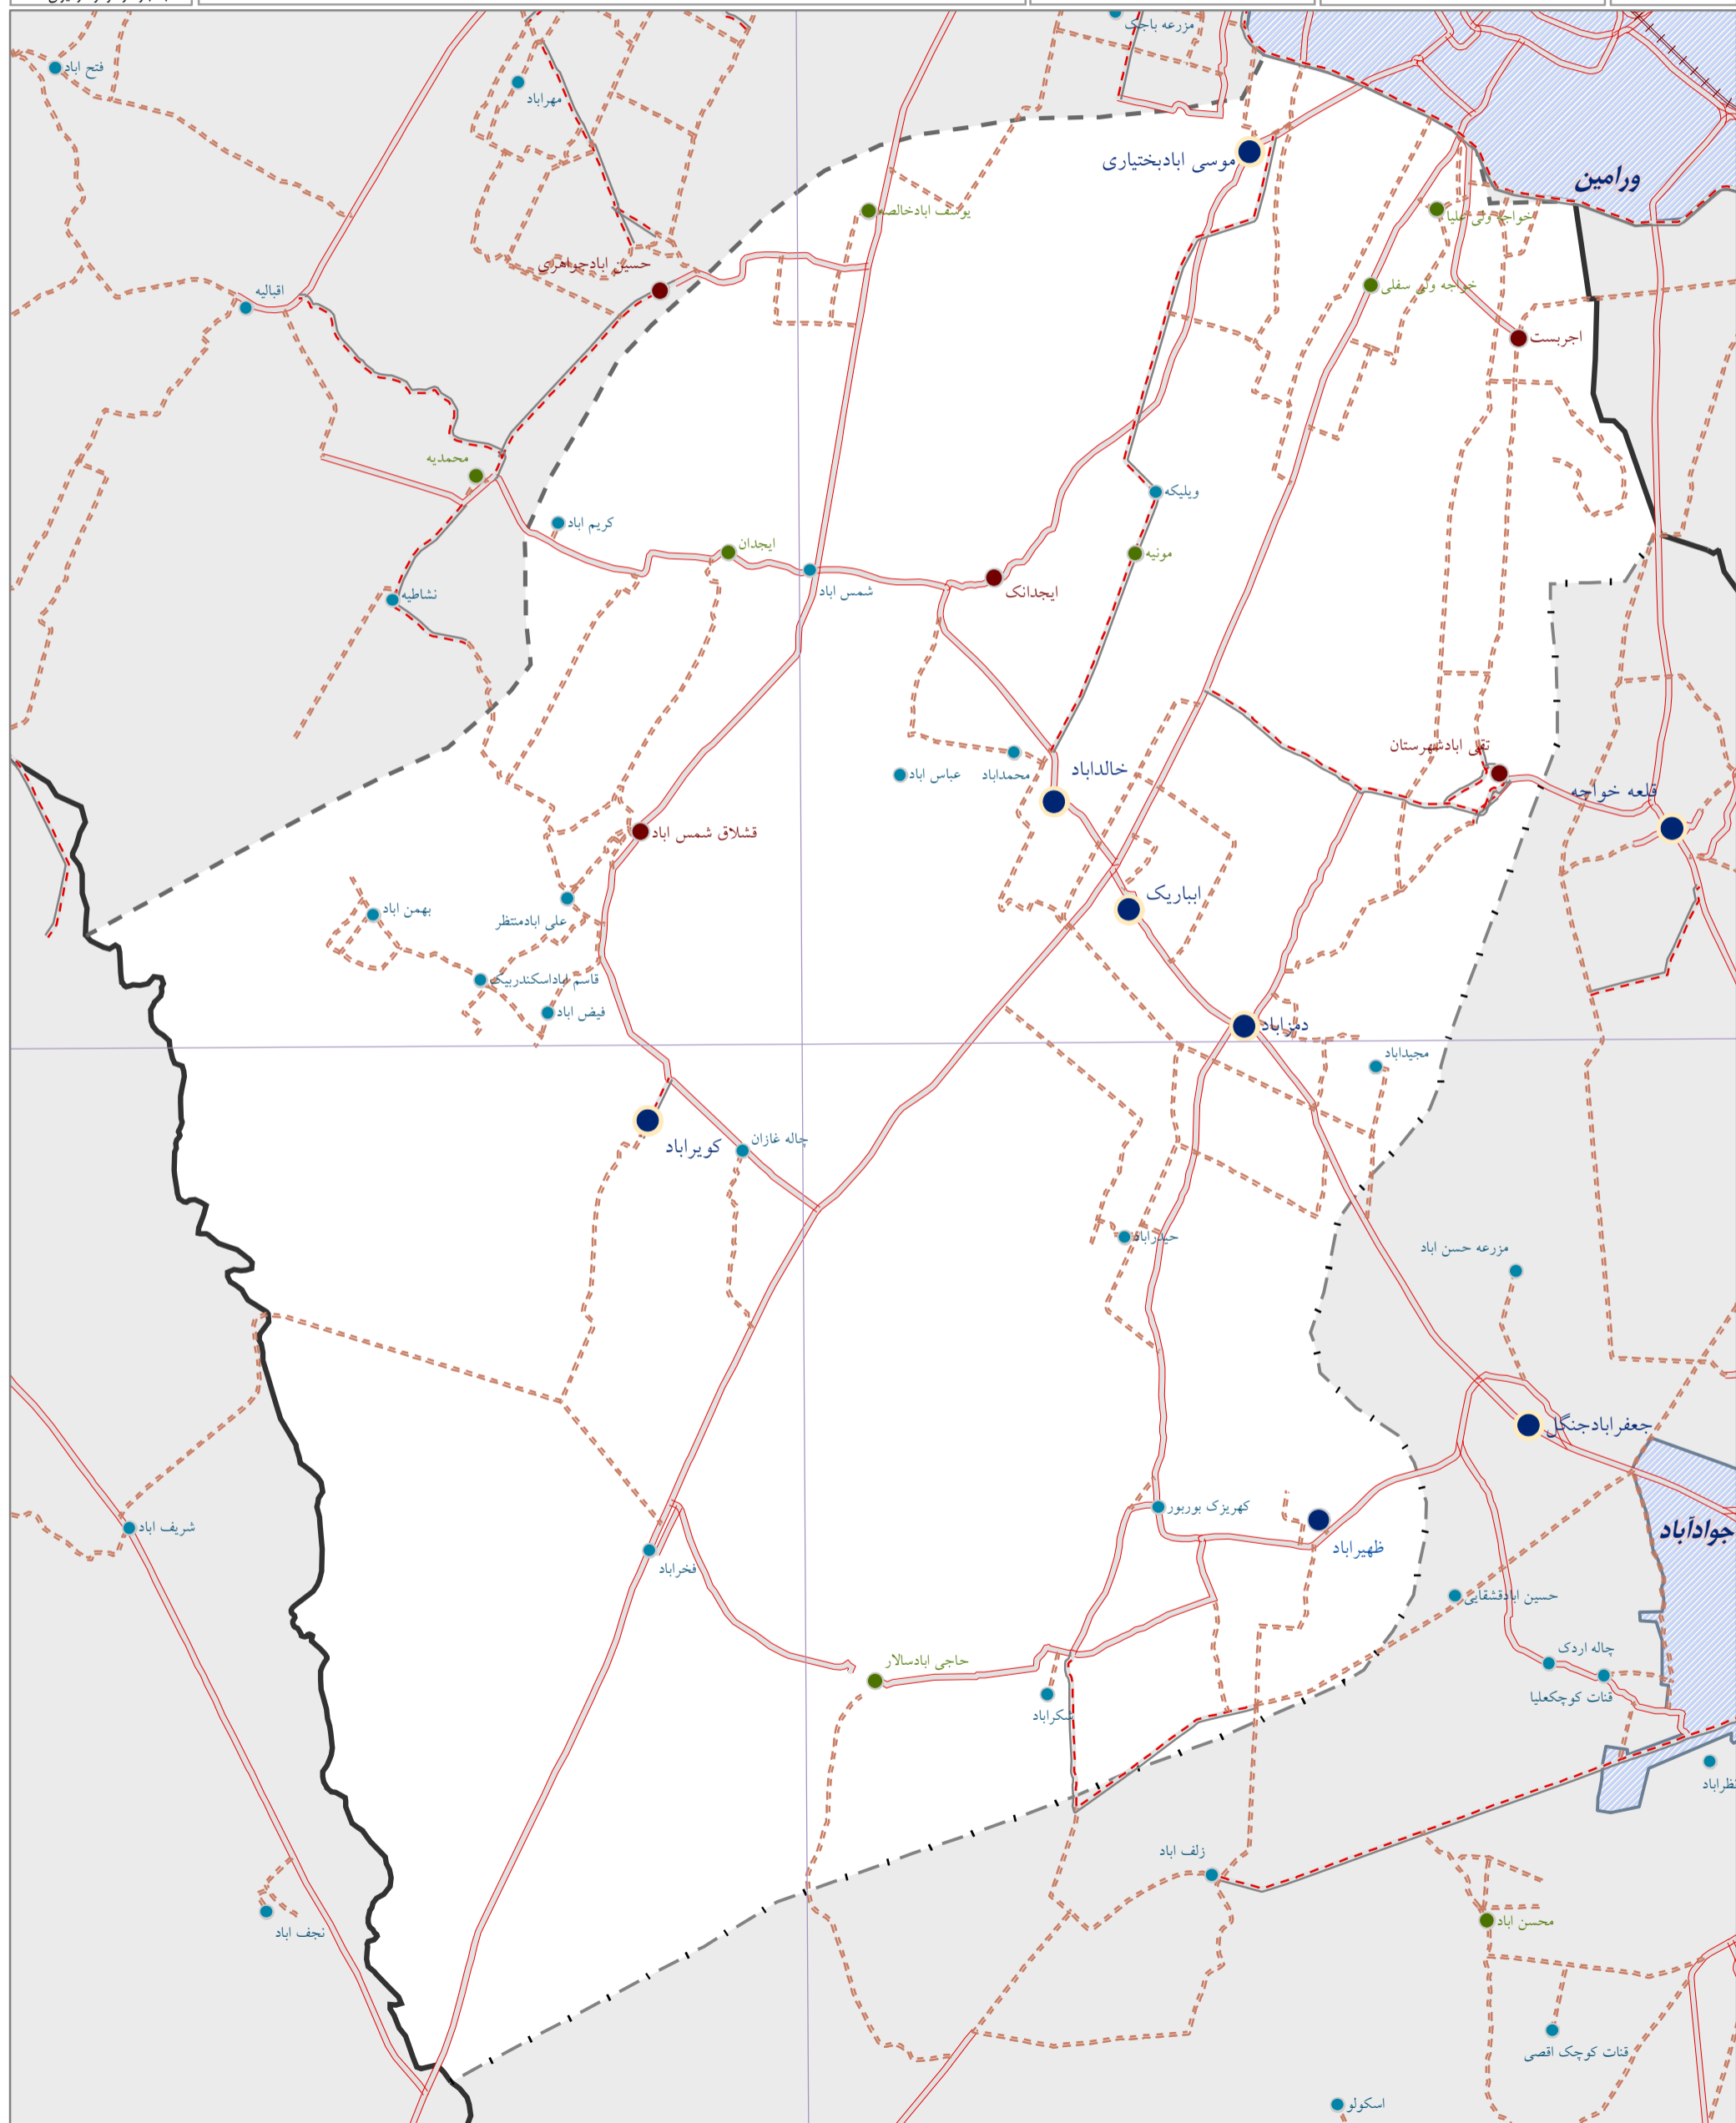 مزرعه باجک
فتح اباد
مهراباد
موسی ابادبختیاری
ورامین
یوسف ابادخالصه
خواجه ولی علیا
حسین ابادجواهری
اقبالیه
خواجه ولی سفلی
اجربست
محمدیه
ویلیکه
کریم اباد
ایجدان
مونیه
نشاطیه
شمس اباد
ایجدانک
تقی ابادشهرستان
خالداباد
محمداباد
عباس اباد
قلعه خواجه
قشلاق شمس اباد
ابباریک
بهمن اباد
علی ابادمنتظر
قاسم اباداسکندربیک
فیض اباد
دمزاباد
مجیداباد
چاله غازان
کویراباد
حیدراباد
مزرعه حسن اباد
جعفرابادجنگل
کهریزک بوربور
شریف اباد
جوادآباد
ظهیراباد
فخراباد
حسین ابادقشقایی
چاله اردک
حاجی ابادسالار
قنات کوچکعلیا
شکراباد
زلف اباد
محسن اباد
نجف اباد
قنات کوچک اقصی
اسکولو